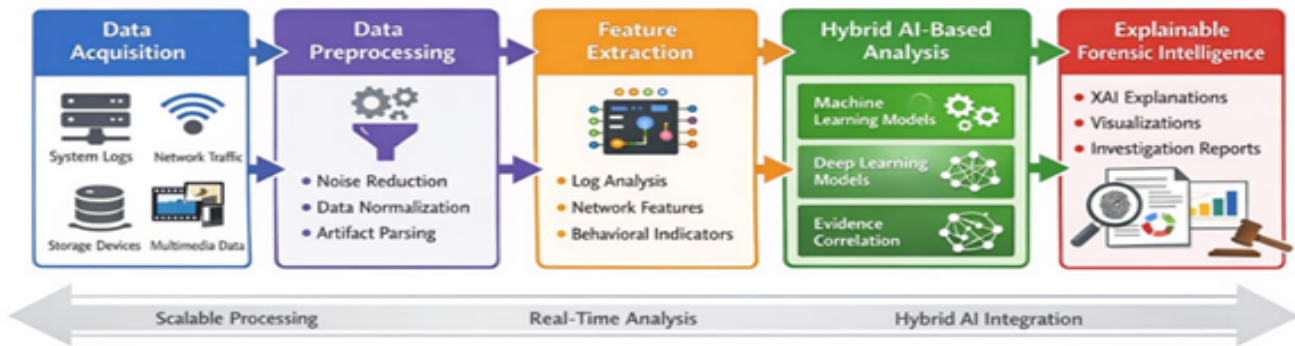 Data
Acquisition
System Logs
Network Traffic
Storage Devices
Multimedia Data
Data
Preprocessing
• Noise Reduction
• Data Normalization
• Artifact Parsing
Feature
Extraction
• Log Analysis
• Network Features
• Behavioral Indicators
Hybrid AI-Based
Analysis
Machine
Learning Models
Deep Learning
Models
Evidence
Correlation
Explainable
Forensic Intelligence
• XAI Explanations
• Visualizations
• Investigation Reports
Scalable Processing
Real-Time Analysis
Hybrid AI Integration